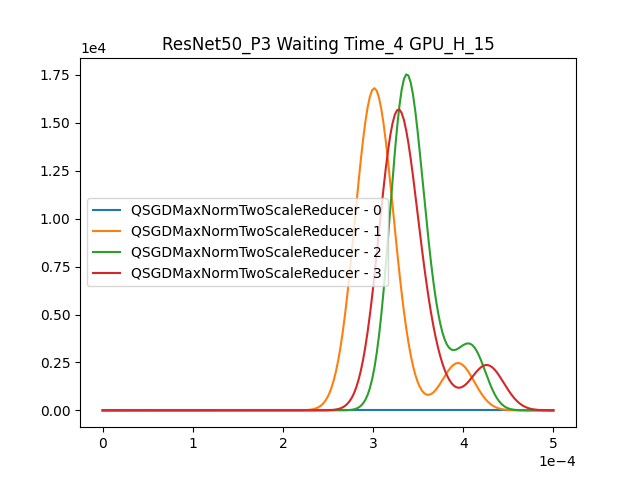 ResNet50_P3 Waiting Time_4 GPU_H_15
1e4
1.75
1.50
1.25
1.00
0.75
0.50
0.25
0.00
QSGDMaxNormTwoScaleReducer - 0
QSGDMaxNormTwoScaleReducer - 1
QSGDMaxNormTwoScaleReducer - 2
QSGDMaxNormTwoScaleReducer - 3
0 1 2 3 4 5
1e−4